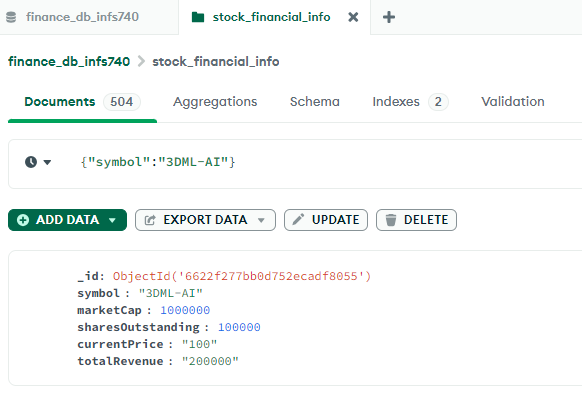 finance_db_infs740 stock_financial_info
finance_db_infs740 > stock_financial_info
Documents 504 Aggregations Schema Indexes 2 Validation
{"symbol":"3DML-AI"}
ADD DATA EXPORT DATA UPDATE DELETE
_id: ObjectId('6622f277bb0d752ecadf8055')
symbol : "3DML-AI"
marketCap : 1000000
sharesOutstanding : 100000
currentPrice : "100"
totalRevenue : "200000"